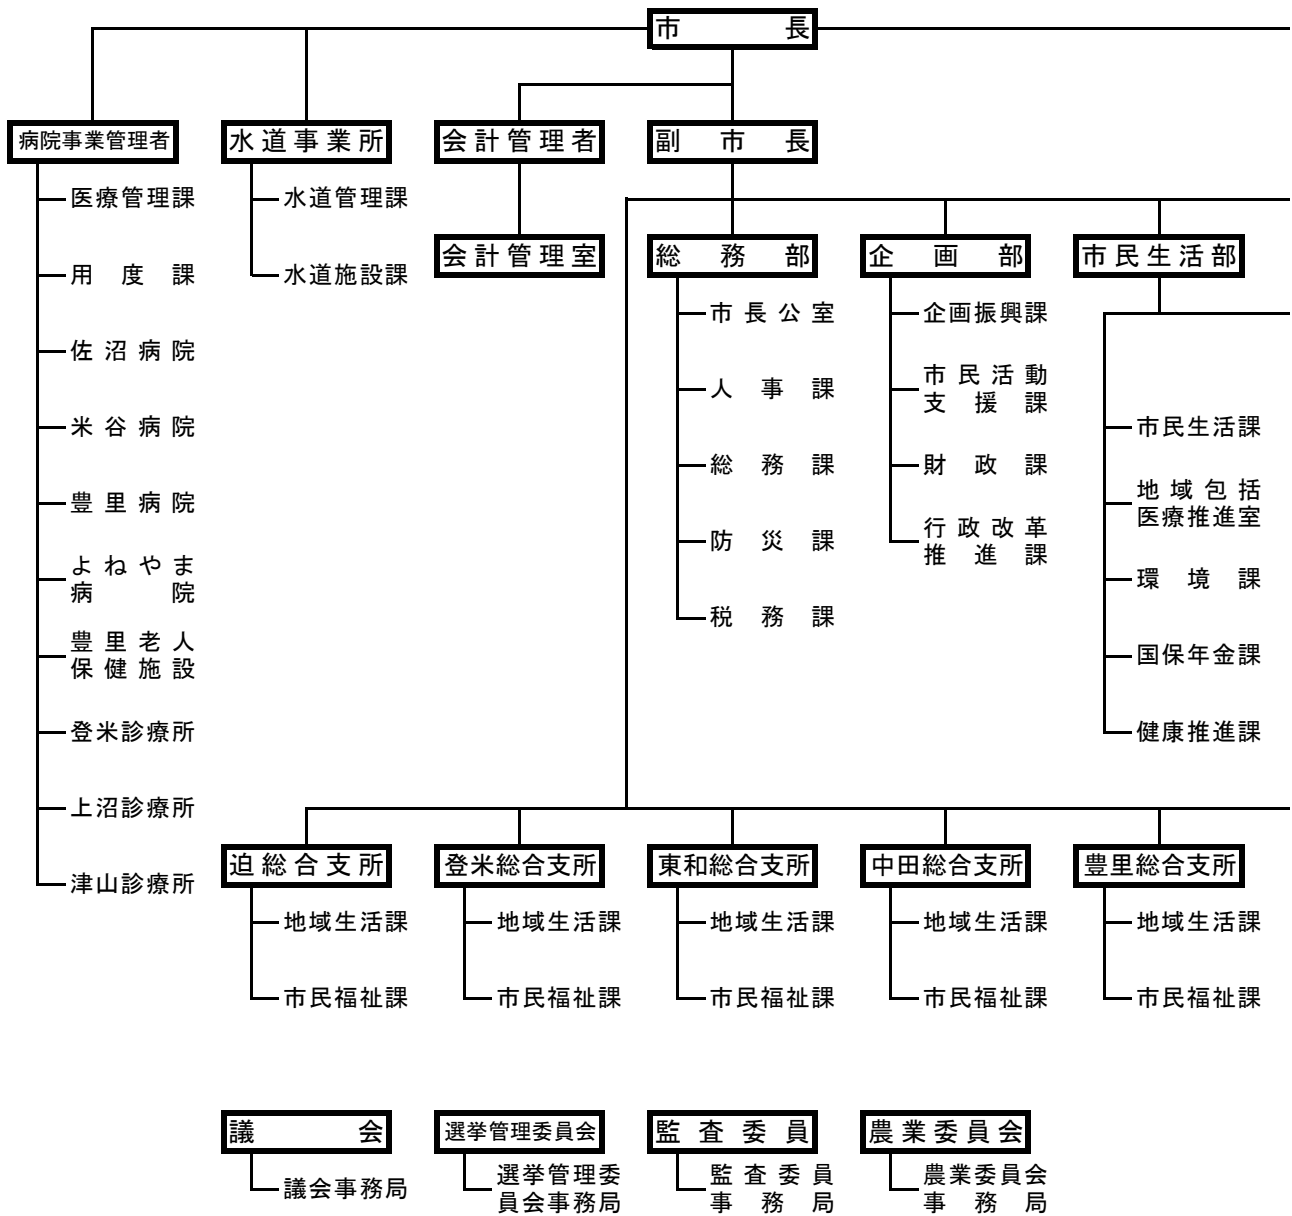 市長
病院事業管理者
医療管理課
用度課
佐沼病院
米谷病院
豊里病院
よねやま
病院
豊里老人
保健施設
登米診療所
上沼診療所
津山診療所
水道事業所
水道管理課
水道施設課
会計管理者
会計管理室
副市長
総務部
市長公室
人事課
総務課
防災課
税務課
企画部
企画振興課
市民活動
支援課
財政課
行政改革
推進課
市民生活部
市民生活課
地域包括
医療推進室
環境課
国保年金課
健康推進課
迫総合支所
地域生活課
市民福祉課
登米総合支所
地域生活課
市民福祉課
東和総合支所
地域生活課
市民福祉課
中田総合支所
地域生活課
市民福祉課
豊里総合支所
地域生活課
市民福祉課
議会
議会事務局
選挙管理委員会
選挙管理委
員会事務局
監査委員
監査委員
事務局
農業委員会
農業委員会
事務局